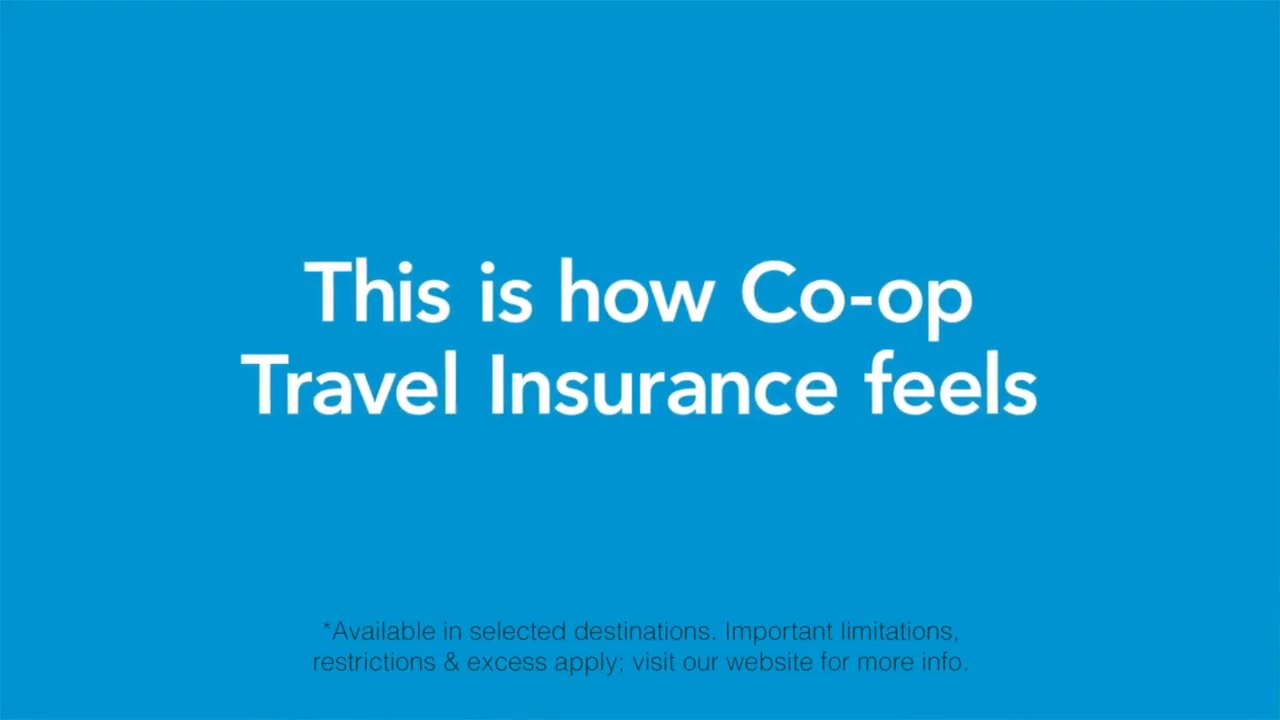 This is how Co-op
Travel Insurance feels
*Available in selected destinations. Important limitations,
restrictions & excess apply; visit our website for more info.